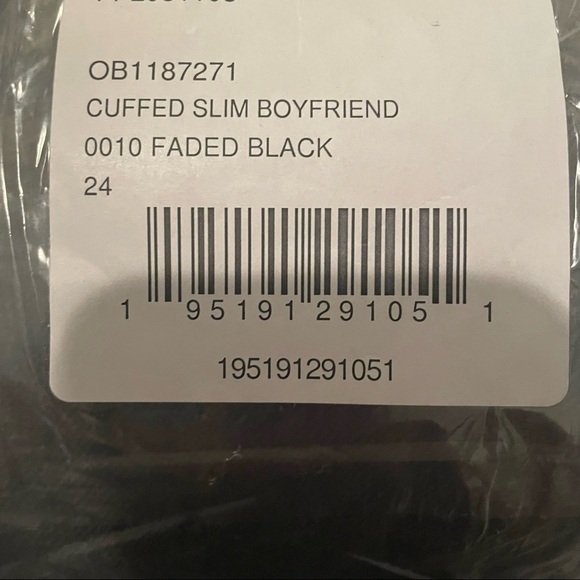 OB1187271
CUFFED SLIM BOYFRIEND
0010 FADED BLACK
24
1 95191 29105 1
195191291051